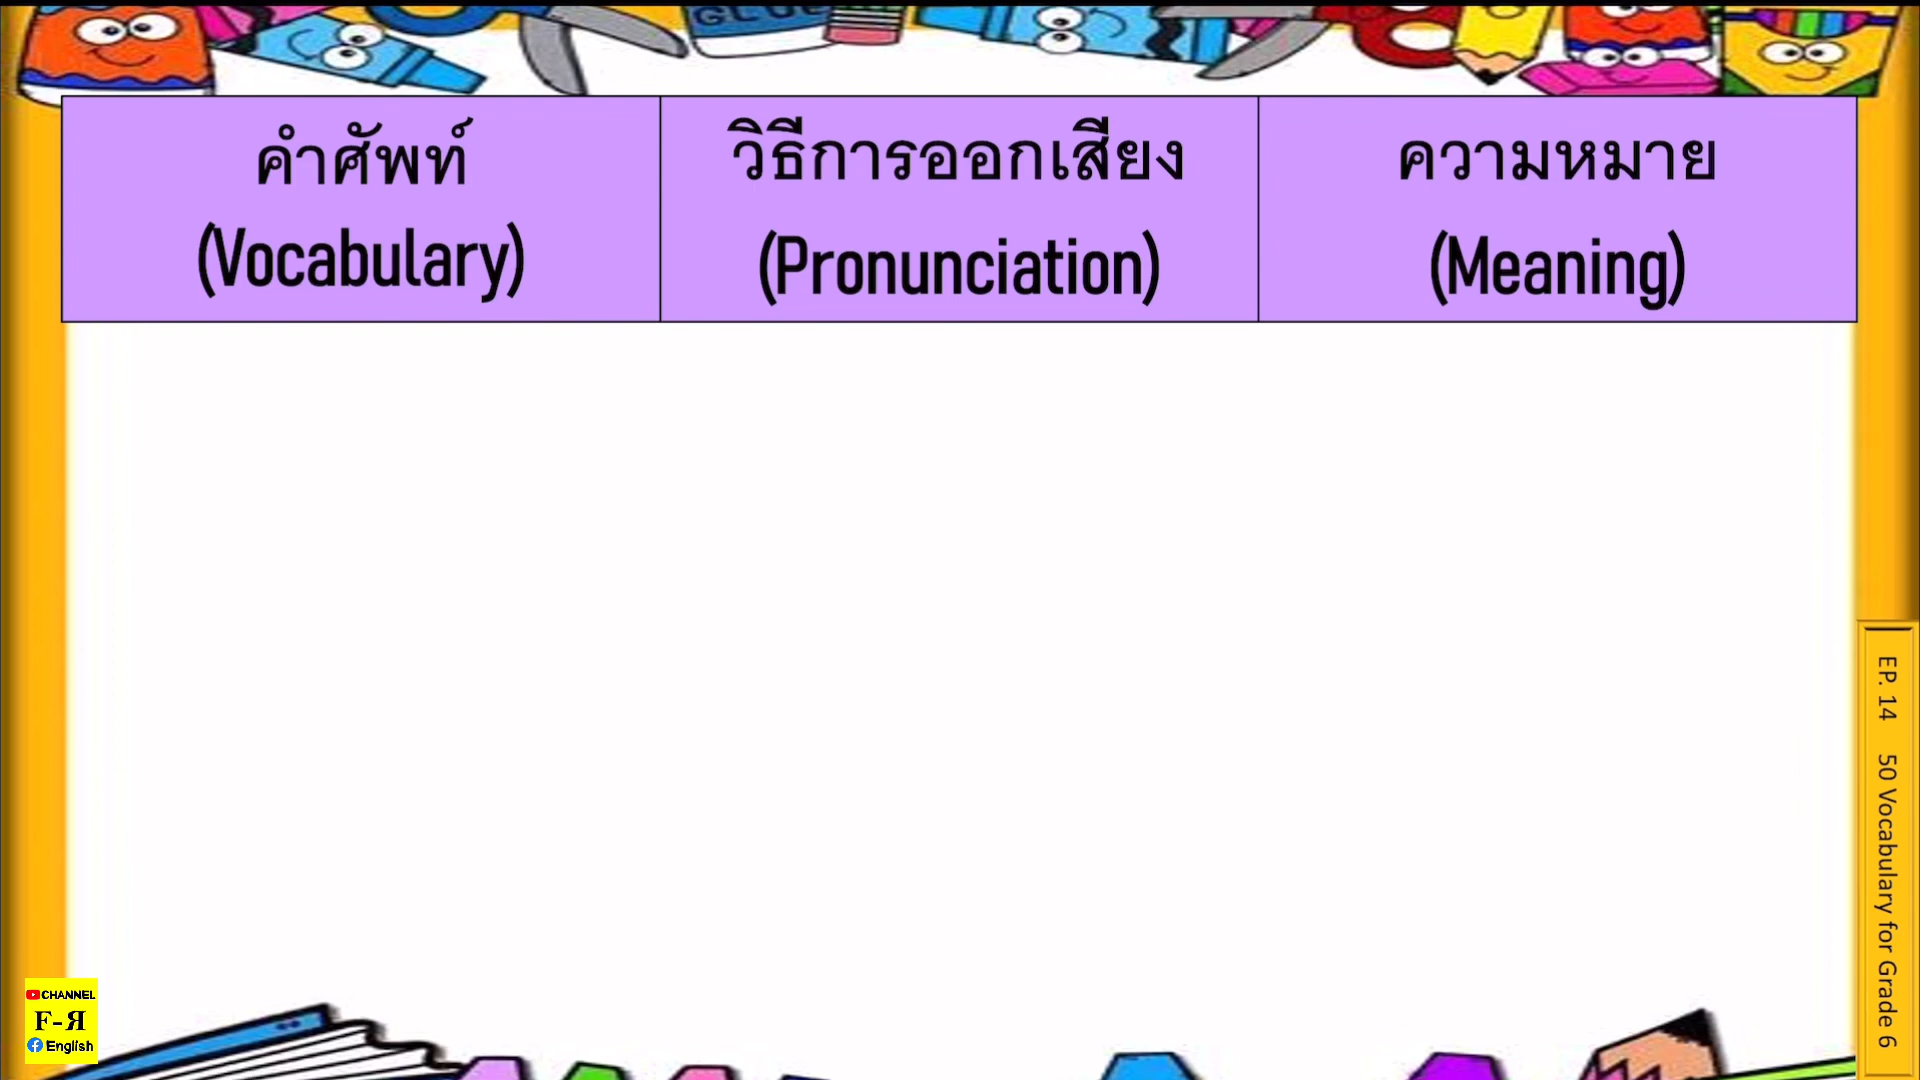 GLUE
คำศัพท์
(Vocabulary)
วิธีการออกเสียง
(Pronunciation)
ความหมาย
(Meaning)
EP. 14 50 Vocabulary for Grade 6
CHANNEL
F-Я
English